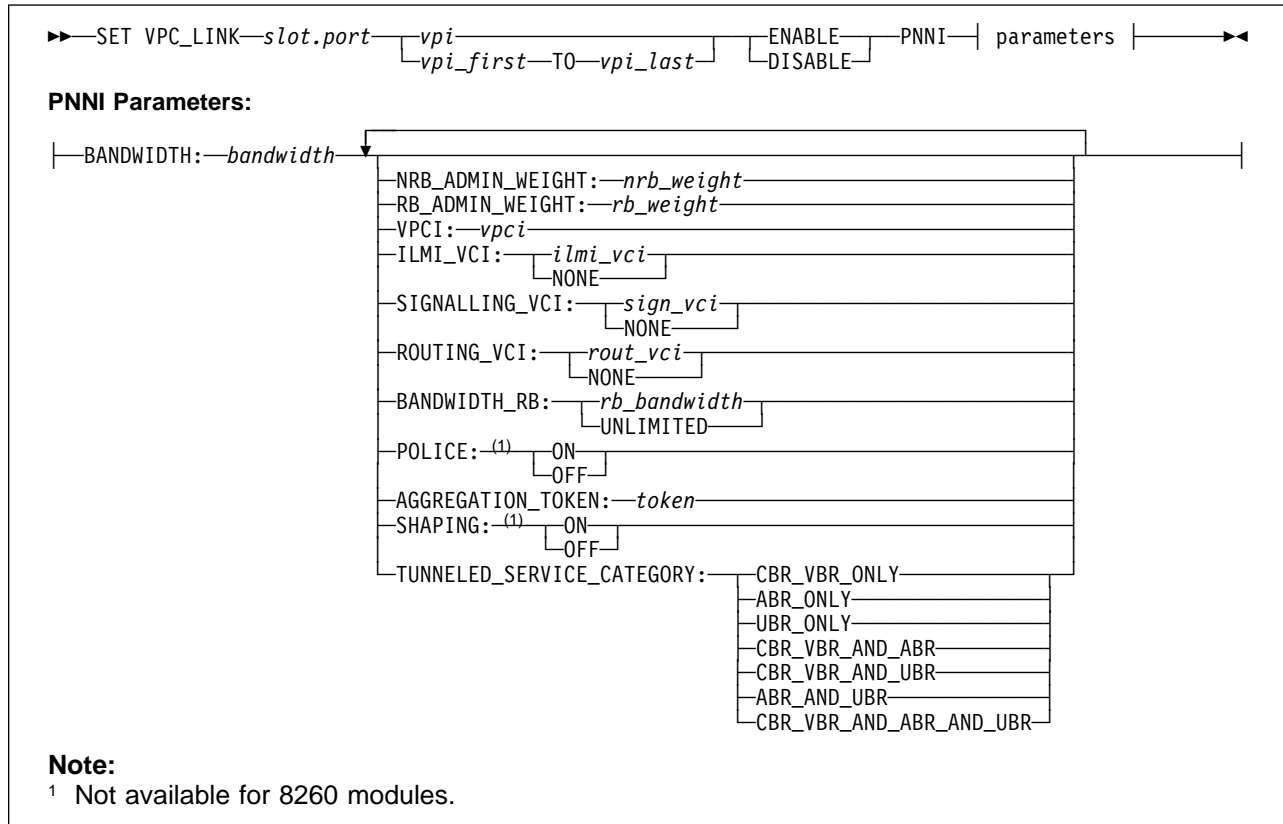 SET VPC_LINK slot.port vpi ENABLE PNNI parameters
vpi_first TO vpi_last DISABLE
PNNI Parameters:
BANDWIDTH: bandwidth
NRB_ADMIN_WEIGHT: nrb_weight
RB_ADMIN_WEIGHT: rb_weight
VPCI: vpci
ILMI_VCI: ilmi_vci
NONE
SIGNALLING_VCI: sign_vci
NONE
ROUTING_VCI: rout_vci
NONE
BANDWIDTH_RB: rb_bandwidth
UNLIMITED
POLICE: (1) ON
OFF
AGGREGATION_TOKEN: token
SHAPING: (1) ON
OFF
TUNNELED_SERVICE_CATEGORY: CBR_VBR_ONLY
ABR_ONLY
UBR_ONLY
CBR_VBR_AND_ABR
CBR_VBR_AND_UBR
ABR_AND_UBR
CBR_VBR_AND_ABR_AND_UBR
Note:
1 Not available for 8260 modules.